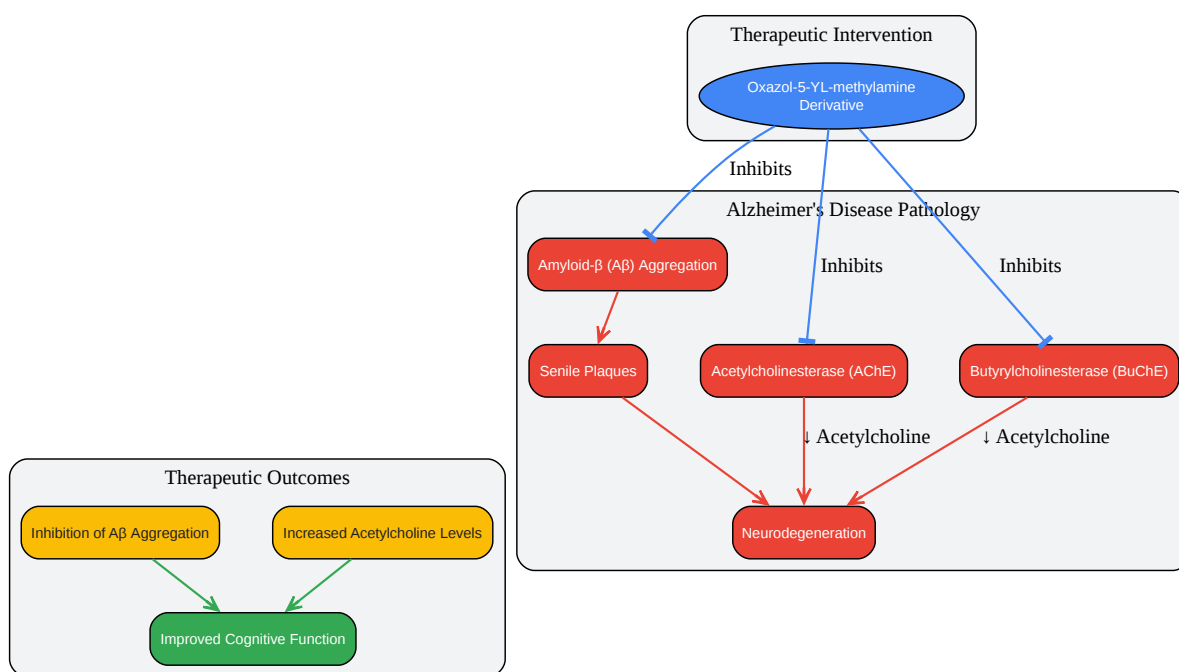 Therapeutic Intervention
Oxazol-5-YL-methylamine
Derivative
Inhibits
Alzheimer's Disease Pathology
Amyloid-β (Aβ) Aggregation
Inhibits
Inhibits
Senile Plaques
Acetylcholinesterase (AChE)
Butyrylcholinesterase (BuChE)
↓ Acetylcholine
↓ Acetylcholine
Neurodegeneration
Therapeutic Outcomes
Inhibition of Aβ Aggregation
Increased Acetylcholine Levels
Improved Cognitive Function